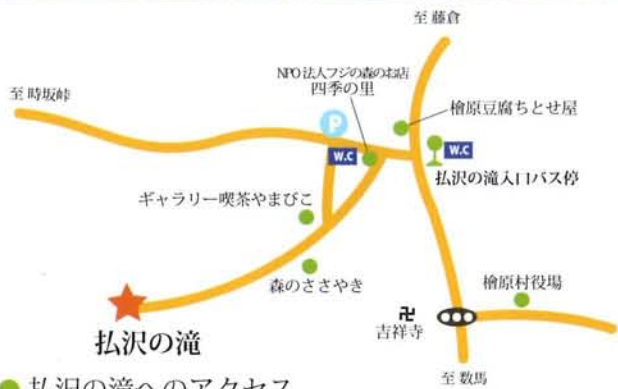 至 藤倉
NPO法人フジの森のお店
四季の里
至 時坂峠
檜原豆腐ちとせ屋
P
W.C
W.C
払沢の滝入口バス停
ギャラリー喫茶やまびこ
森のささやき
檜原村役場
払沢の滝
卍
吉祥寺
至 数馬
払沢の滝へのアクセス